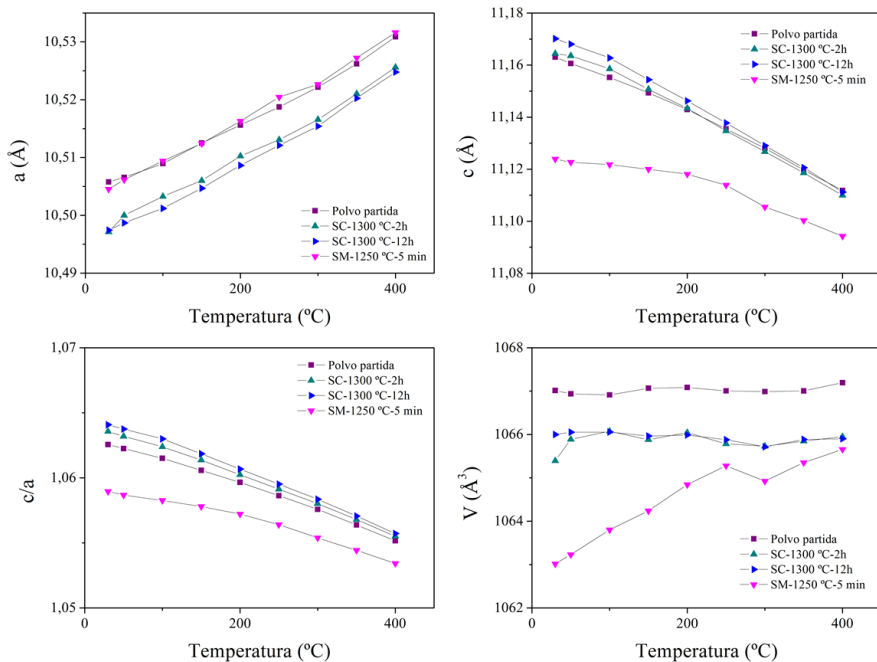 10,53
10,52
10,51
10,50
10,49
a (Å)
0
200
400
Temperatura (ºC)
Polvo partida
SC-1300 ºC-2h
SC-1300 ºC-12h
SM-1250 ºC-5 min
11,18
11,16
11,14
11,12
11,10
11,08
c (Å)
0
200
400
Temperatura (ºC)
Polvo partida
SC-1300 ºC-2h
SC-1300 ºC-12h
SM-1250 ºC-5 min
1,07
1,06
1,05
c/a
0
200
400
Temperatura (ºC)
Polvo partida
SC-1300 ºC-2h
SC-1300 ºC-12h
SM-1250 ºC-5 min
1068
1066
1064
1062
V (Å³)
0
200
400
Temperatura (ºC)
Polvo partida
SC-1300 ºC-2h
SC-1300 ºC-12h
SM-1250 ºC-5 min